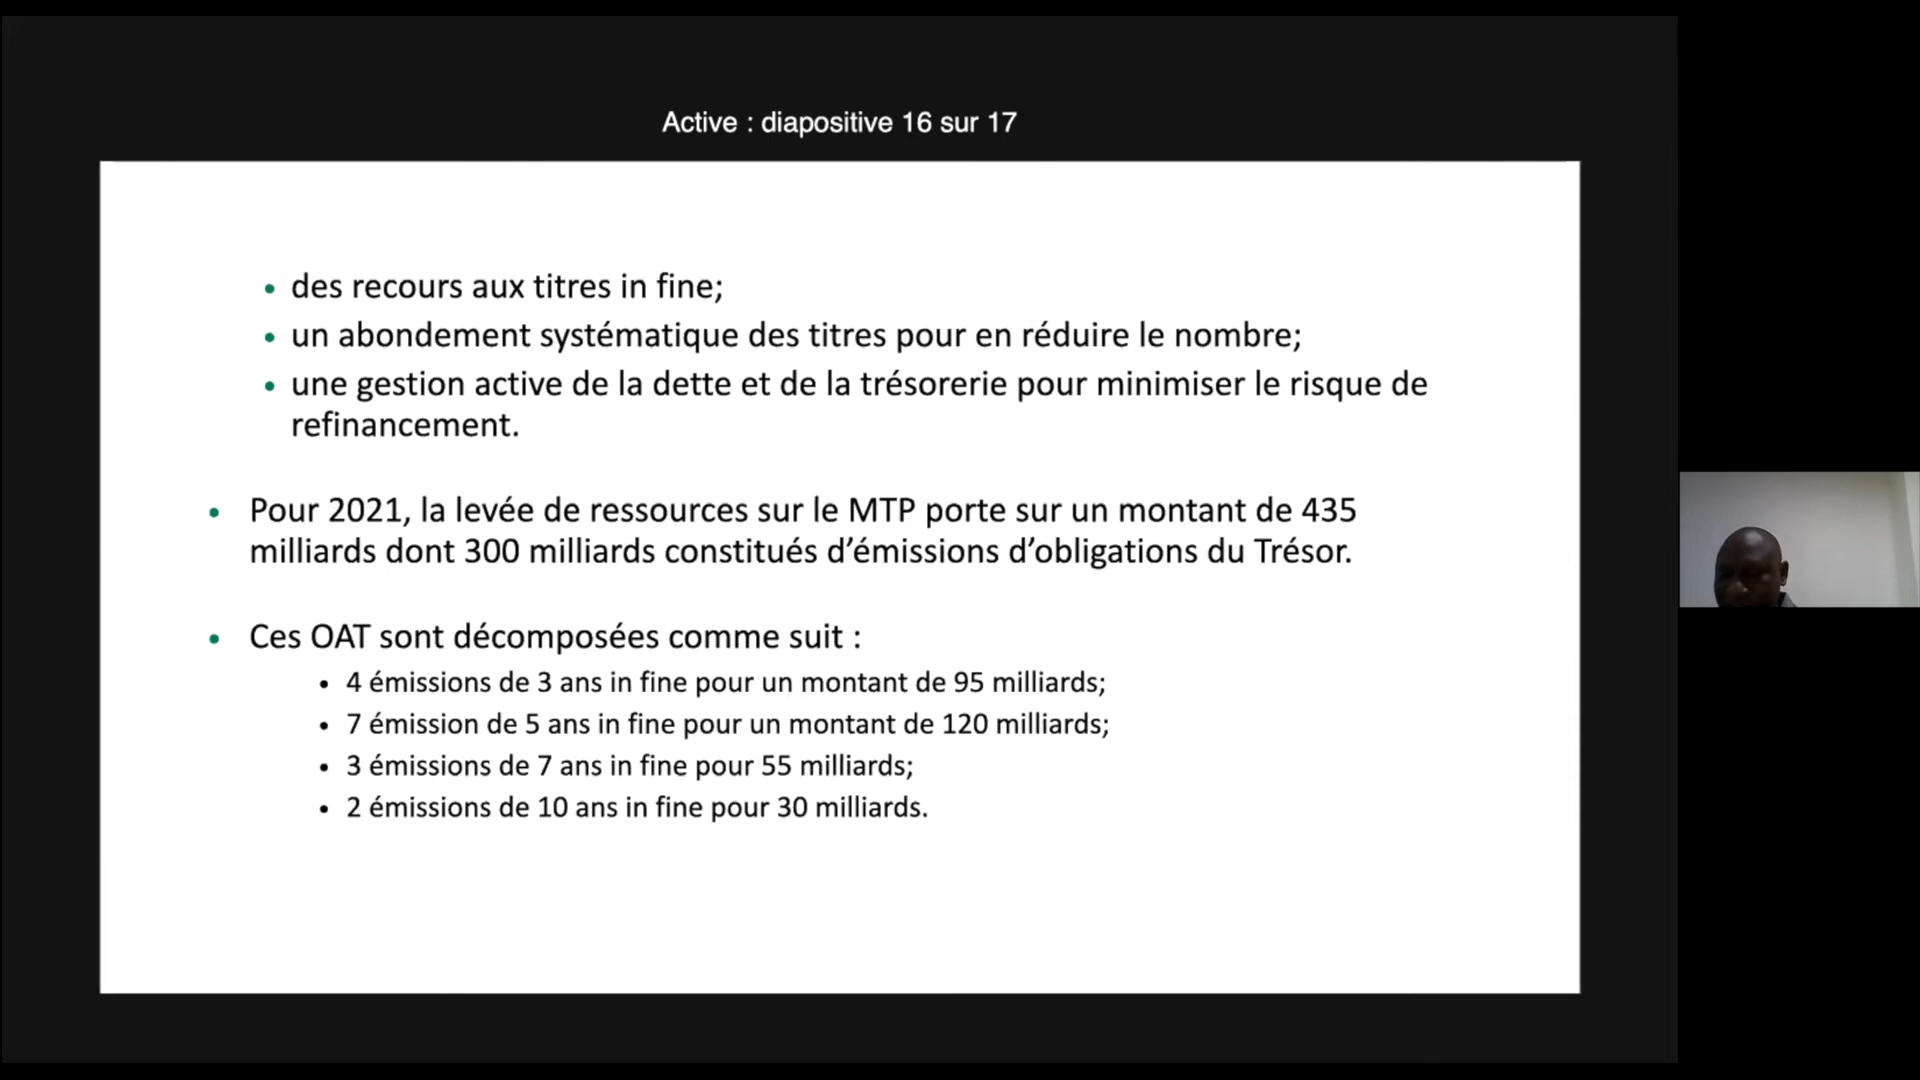 Active : diapositive 16 sur 17
• des recours aux titres in fine;
• un abondement systématique des titres pour en réduire le nombre;
• une gestion active de la dette et de la trésorerie pour minimiser le risque de
refinancement.
• Pour 2021, la levée de ressources sur le MTP porte sur un montant de 435
milliards dont 300 milliards constitués d’émissions d’obligations du Trésor.
• Ces OAT sont décomposées comme suit :
• 4 émissions de 3 ans in fine pour un montant de 95 milliards;
• 7 émission de 5 ans in fine pour un montant de 120 milliards;
• 3 émissions de 7 ans in fine pour 55 milliards;
• 2 émissions de 10 ans in fine pour 30 milliards.